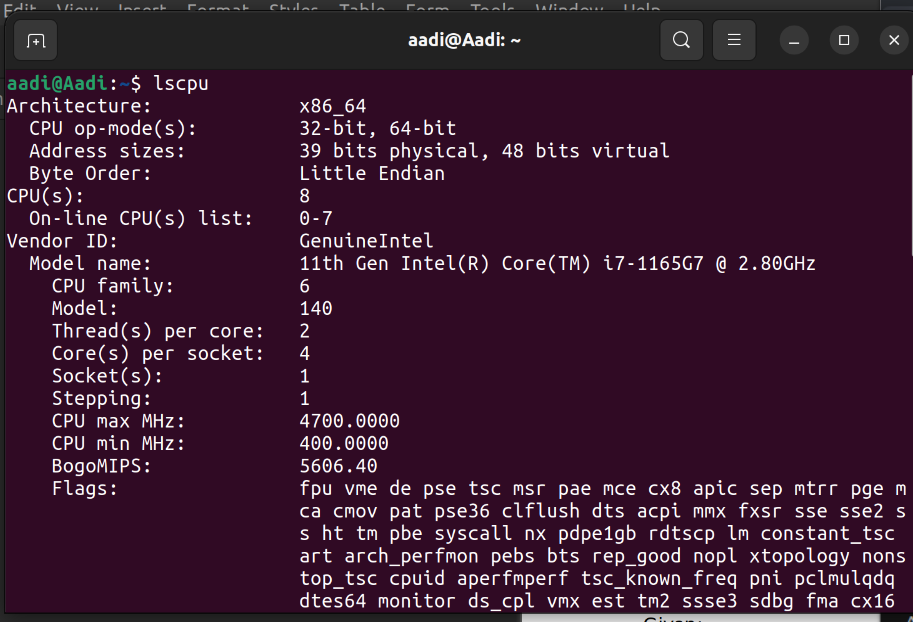 Edit View Insert Format Styles Table Form Tools Window Help
aadi@Aadi: ~
aadi@Aadi:~$ lscpu
Architecture: x86_64
CPU op-mode(s): 32-bit, 64-bit
Address sizes: 39 bits physical, 48 bits virtual
Byte Order: Little Endian
CPU(s): 8
On-line CPU(s) list: 0-7
Vendor ID: GenuineIntel
Model name: 11th Gen Intel(R) Core(TM) i7-1165G7 @ 2.80GHz
CPU family: 6
Model: 140
Thread(s) per core: 2
Core(s) per socket: 4
Socket(s): 1
Stepping: 1
CPU max MHz: 4700.0000
CPU min MHz: 400.0000
BogoMIPS: 5606.40
Flags: fpu vme de pse tsc msr pae mce cx8 apic sep mtrr pge m
ca cmov pat pse36 clflush dts acpi mmx fxsr sse sse2 s
s ht tm pbe syscall nx pdpe1gb rdtscp lm constant_tsc
art arch_perfmon pebs bts rep_good nopl xtopology nons
top_tsc cpuid aperfmperf tsc_known_freq pni pclmulqdq
dtes64 monitor ds_cpl vmx est tm2 ssse3 sdbg fma cx16